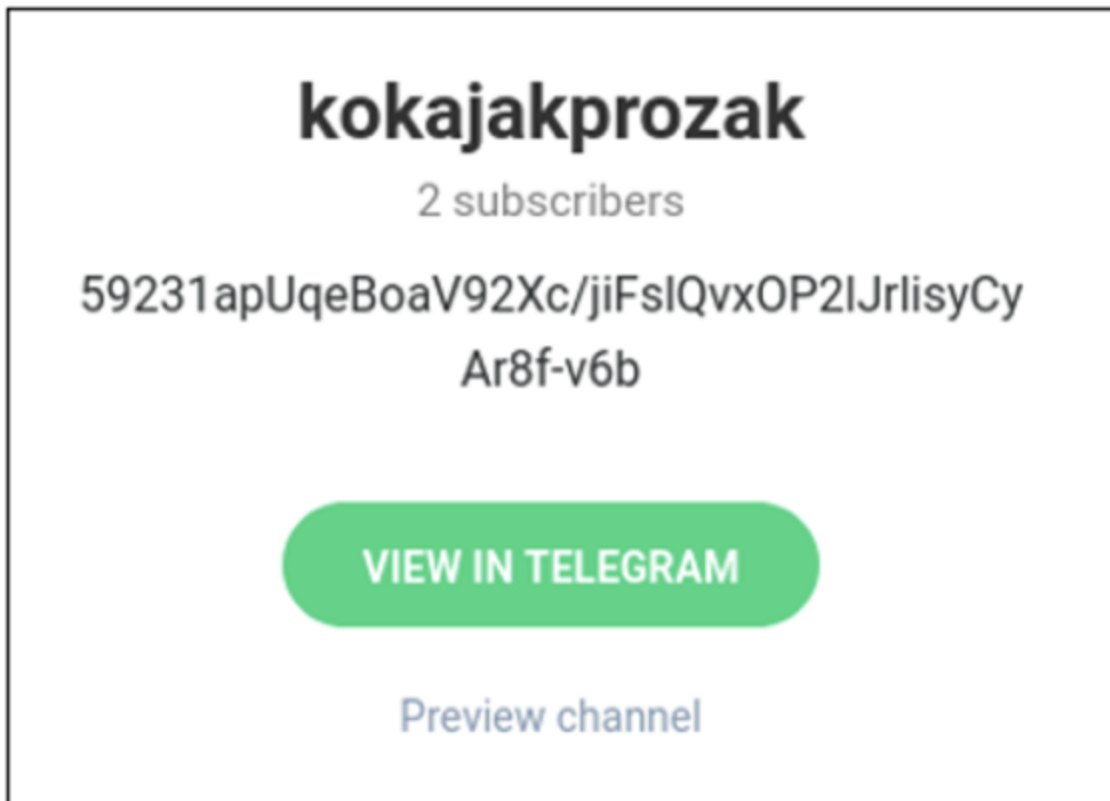 kokajakprozak
2 subscribers
59231apUqeBoaV92Xc/jiFslQvxOP2lJrlisyCy
Ar8f-v6b
VIEW IN TELEGRAM
Preview channel